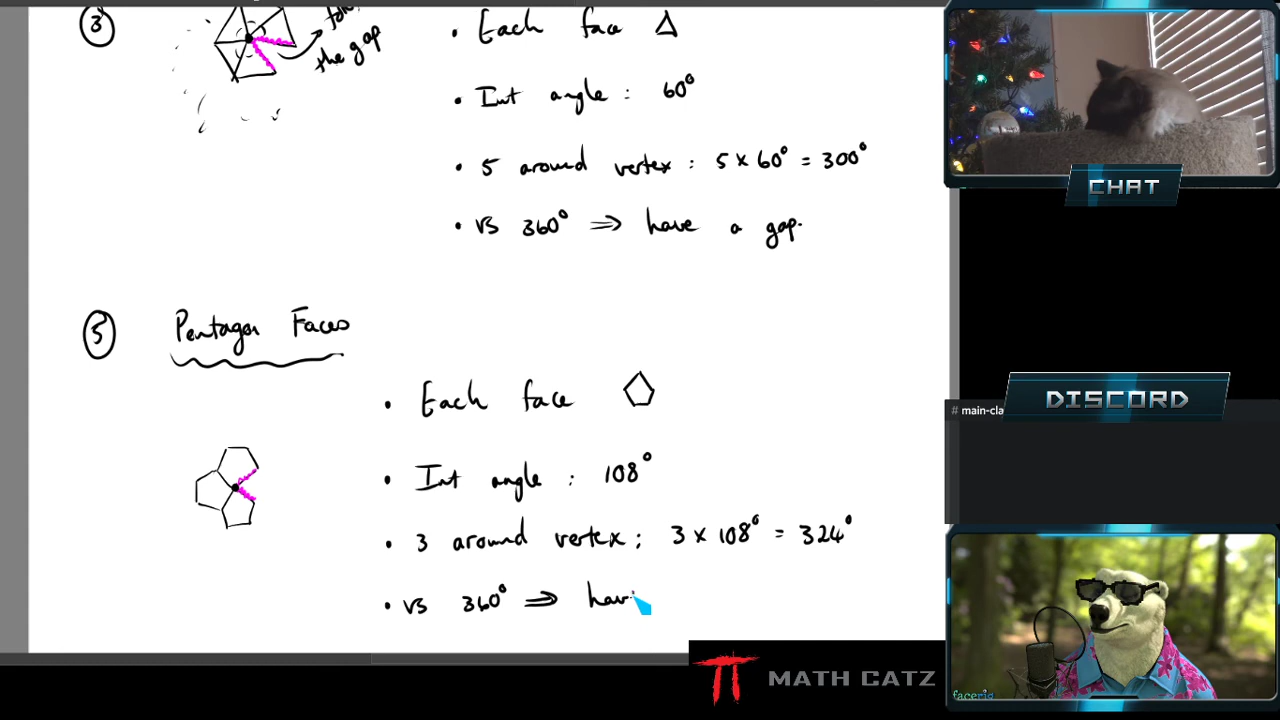 3
the gap
• Each face
• Int angle : 60°
• 5 around vertex : 5 × 60° = 300°
• vs 360° ⇒ have a gap.
5 Pentagon Faces
• Each face
• Int angle : 108°
• 3 around vertex : 3 × 108° = 324°
• vs 360° ⇒ hav
CHAT
DISCORD
# main-cla
facerig
MATH CATZ